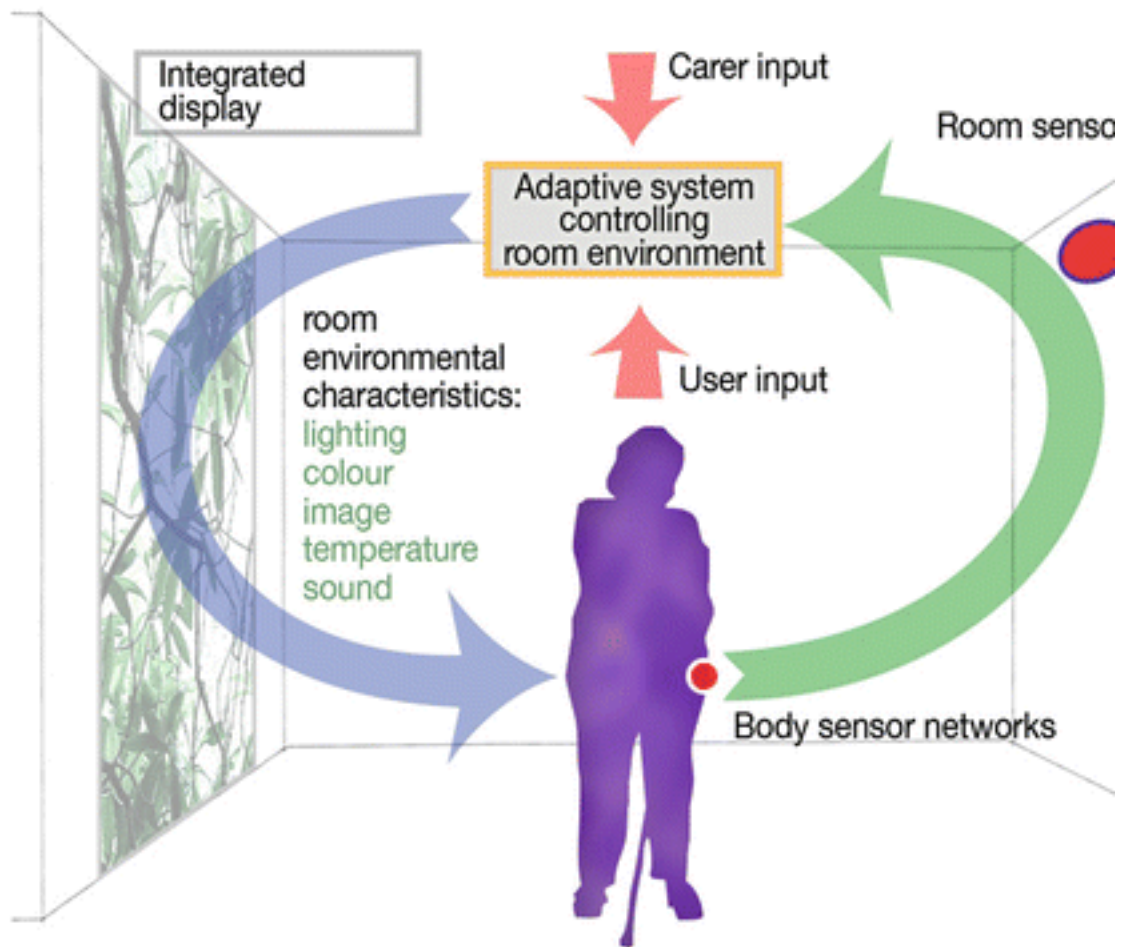 Integrated
display
Carer input
Room senso
Adaptive system
controlling
room environment
room
environmental
characteristics:
lighting
colour
image
temperature
sound
User input
Body sensor networks